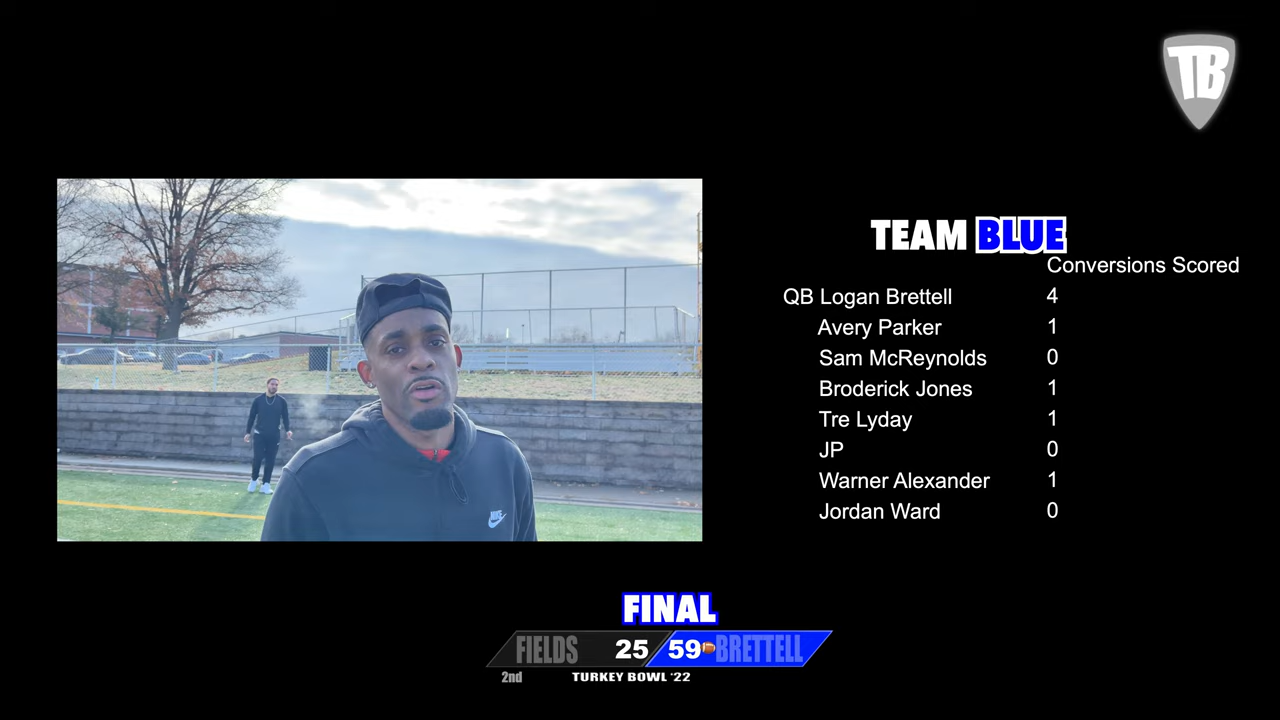 TB
TEAM BLUE
Conversions Scored
QB Logan Brettell 4
Avery Parker 1
Sam McReynolds 0
Broderick Jones 1
Tre Lyday 1
JP 0
Warner Alexander 1
Jordan Ward 0
NIKE
FINAL
FIELDS 25 59 BRETTELL
2nd TURKEY BOWL '22